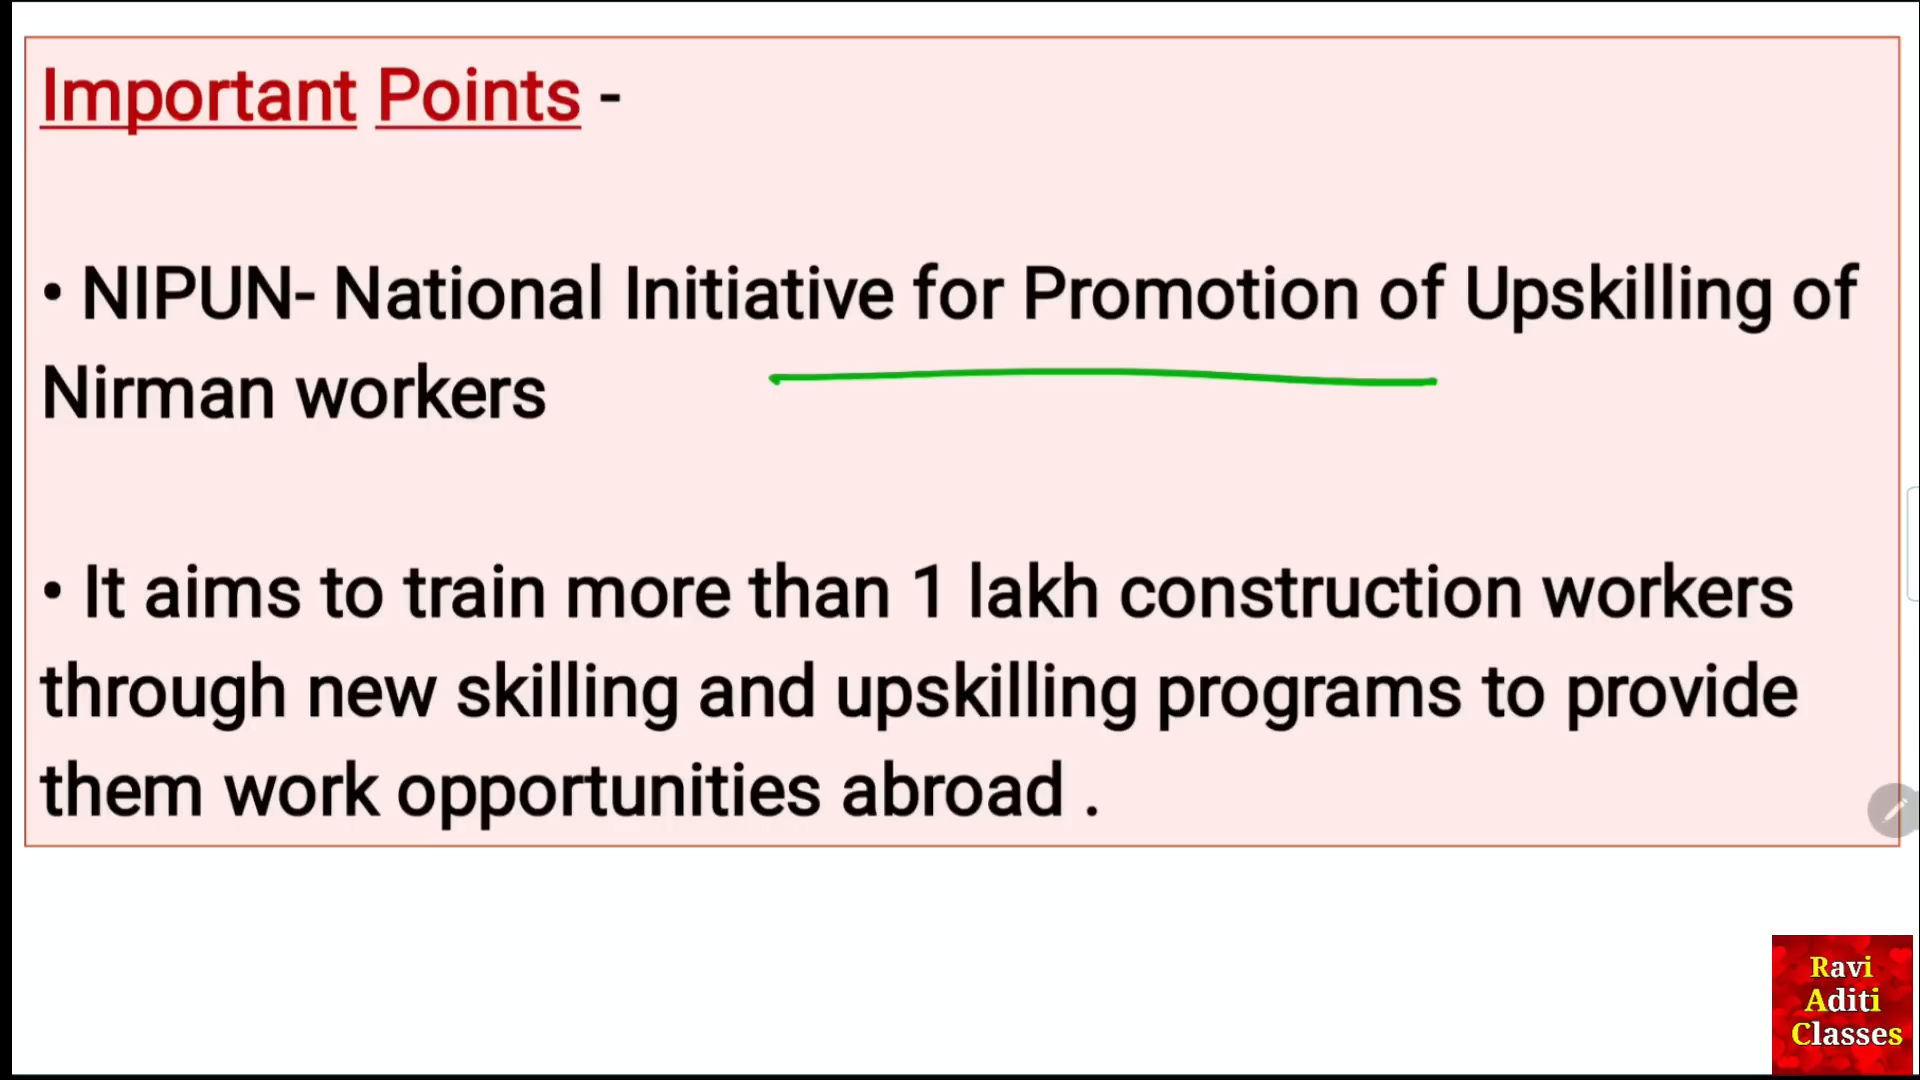 Important Points -
• NIPUN- National Initiative for Promotion of Upskilling of
Nirman workers
• It aims to train more than 1 lakh construction workers
through new skilling and upskilling programs to provide
them work opportunities abroad .
Ravi
Aditi
Classes